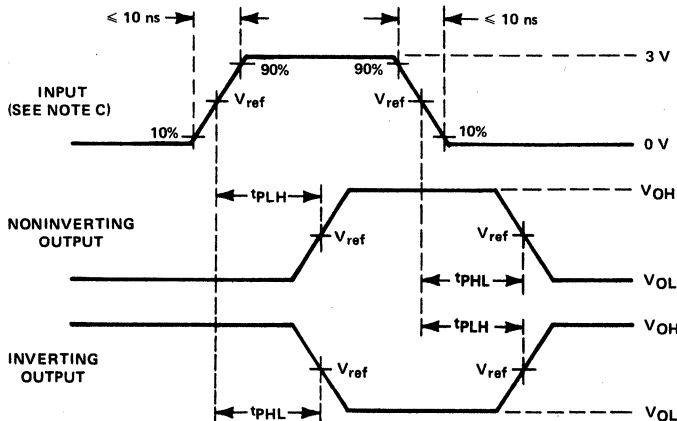 ≤ 10 ns
≤ 10 ns
3 V
90%
90%
INPUT
(SEE NOTE C)
Vref
Vref
10%
10%
0 V
tPLH
VOH
NONINVERTING
OUTPUT
Vref
Vref
tPHL
VOL
tPLH
VOH
INVERTING
OUTPUT
Vref
Vref
tPHL
VOL